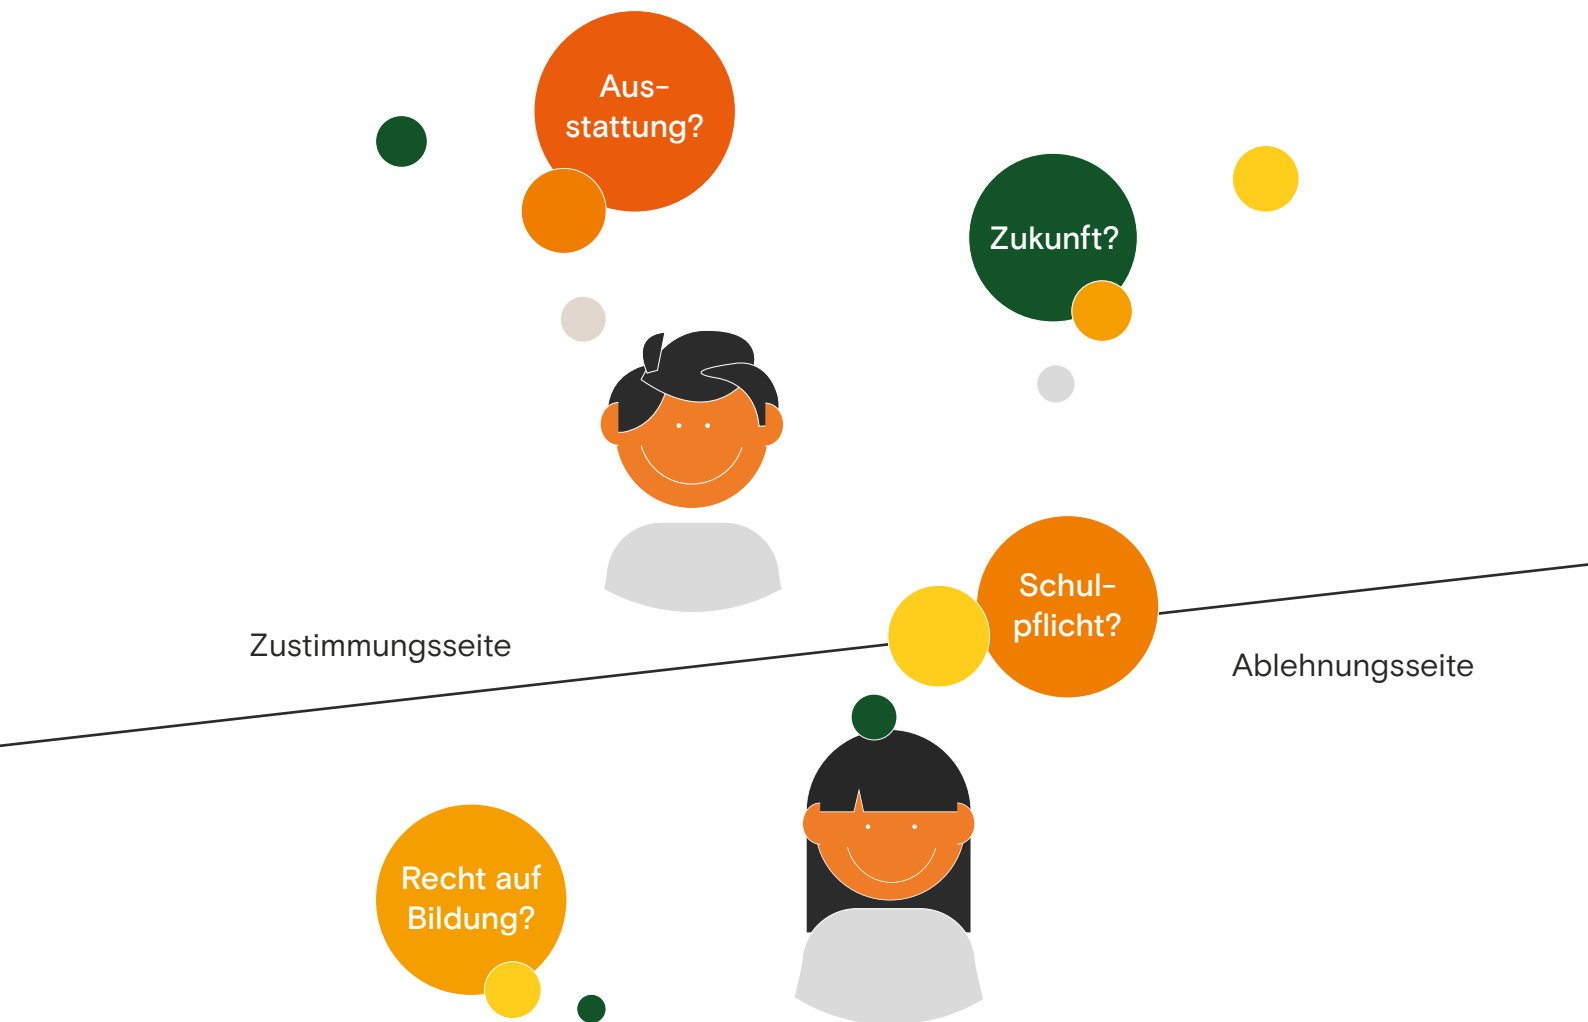 Aus-
stattung?
Zukunft?
Schul-
pflicht?
Zustimmungsseite
Ablehnungsseite
Recht auf
Bildung?